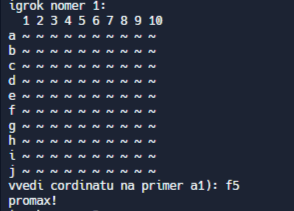 igrok nomer 1:
1 2 3 4 5 6 7 8 9 10
a ~ ~ ~ ~ ~ ~ ~ ~ ~ ~
b ~ ~ ~ ~ ~ ~ ~ ~ ~ ~
c ~ ~ ~ ~ ~ ~ ~ ~ ~ ~
d ~ ~ ~ ~ ~ ~ ~ ~ ~ ~
e ~ ~ ~ ~ ~ ~ ~ ~ ~ ~
f ~ ~ ~ ~ ~ ~ ~ ~ ~ ~
g ~ ~ ~ ~ ~ ~ ~ ~ ~ ~
h ~ ~ ~ ~ ~ ~ ~ ~ ~ ~
i ~ ~ ~ ~ ~ ~ ~ ~ ~ ~
j ~ ~ ~ ~ ~ ~ ~ ~ ~ ~
vvedi cordinatu na primer a1): f5
promax!